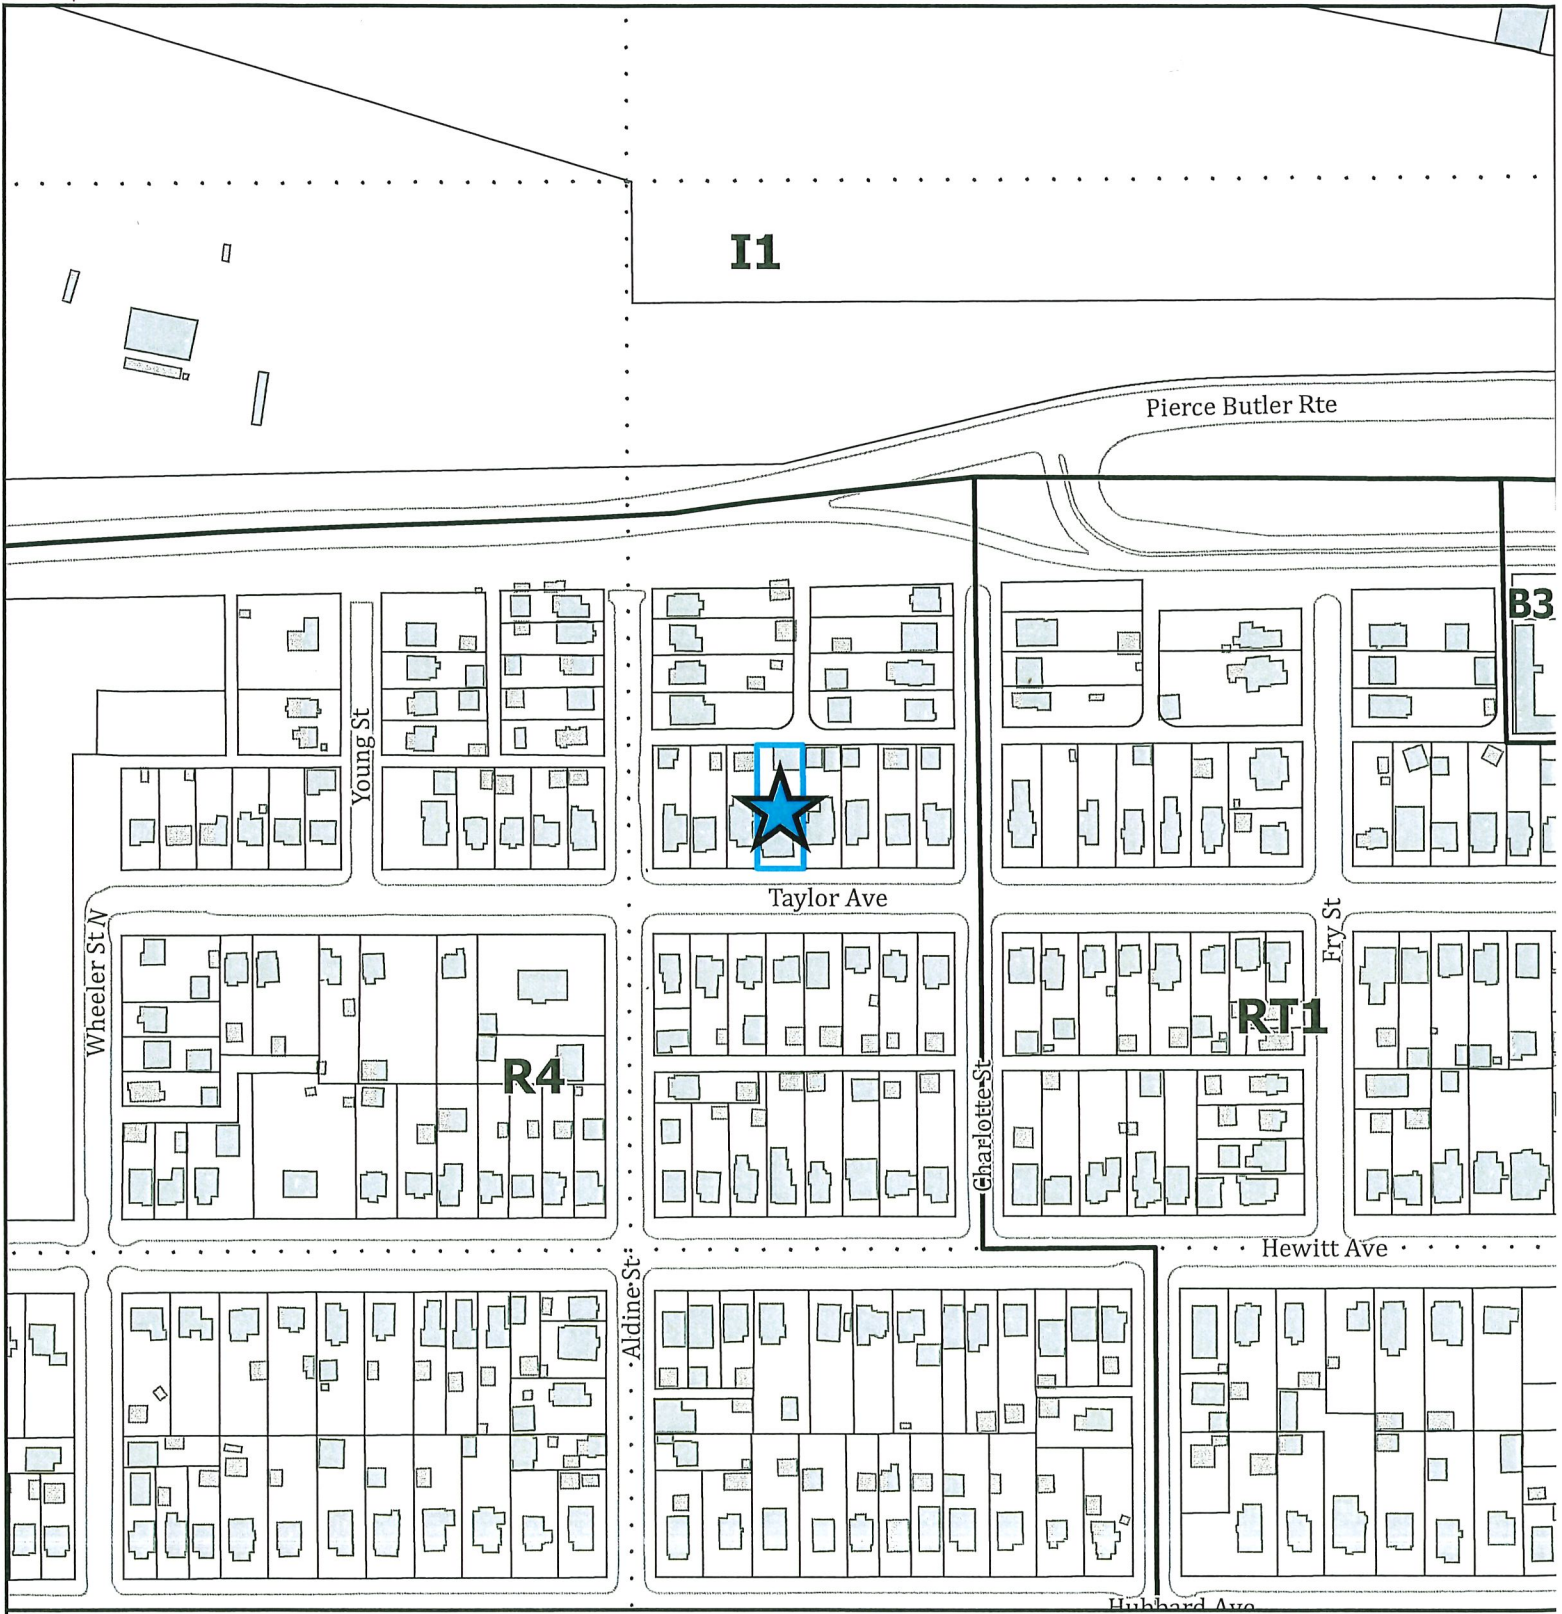 I1
Pierce Butler Rte
B3
Young St
Taylor Ave
Wheeler St N
Fry St
RT1
R4
Charlotte St
Hewitt Ave
Aldine St
Hubbard Ave